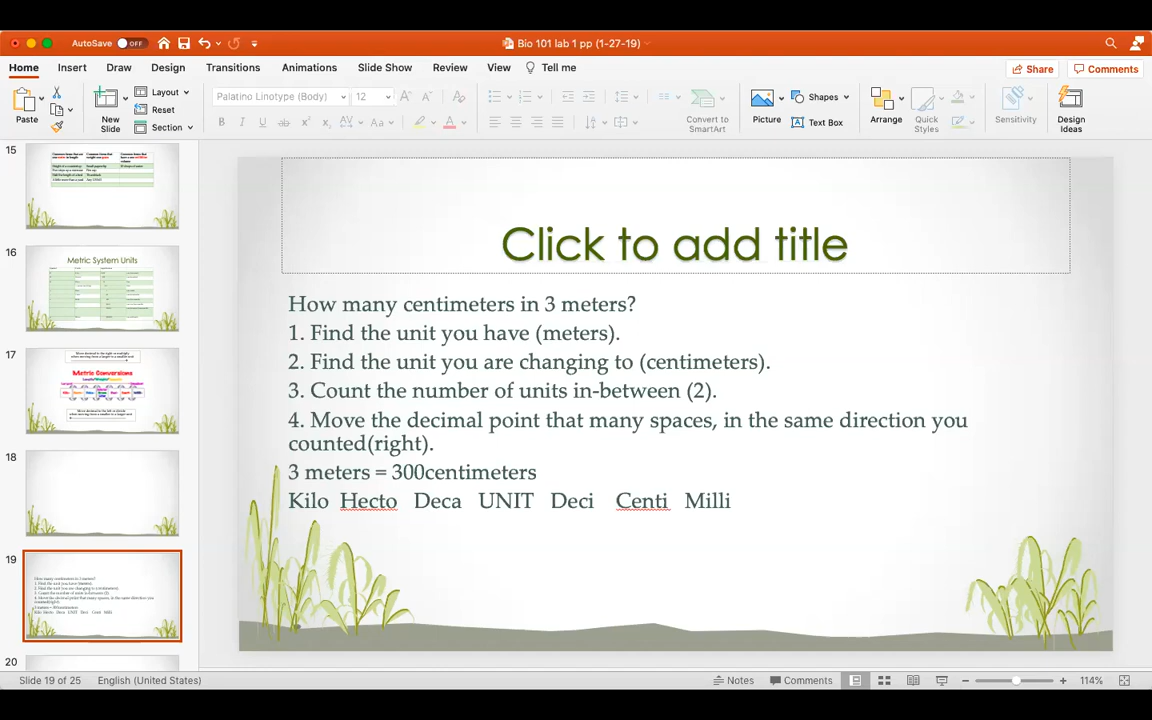 AutoSave OFF Bio 101 lab 1 pp (1-27-19)
Home Insert Draw Design Transitions Animations Slide Show Review View Tell me Share Comments
Paste New Slide Layout Reset Section Palatino Linotype (Body) 12 Convert to SmartArt Picture Shapes Text Box Arrange Quick Styles Sensitivity Design Ideas
15
16
Metric System Units
17
Metric Conversions
18
19
20
Click to add title
How many centimeters in 3 meters?
1. Find the unit you have (meters).
2. Find the unit you are changing to (centimeters).
3. Count the number of units in-between (2).
4. Move the decimal point that many spaces, in the same direction you
counted(right).
3 meters = 300centimeters
Kilo Hecto Deca UNIT Deci Centi Milli
Slide 19 of 25 English (United States) Notes Comments 114%